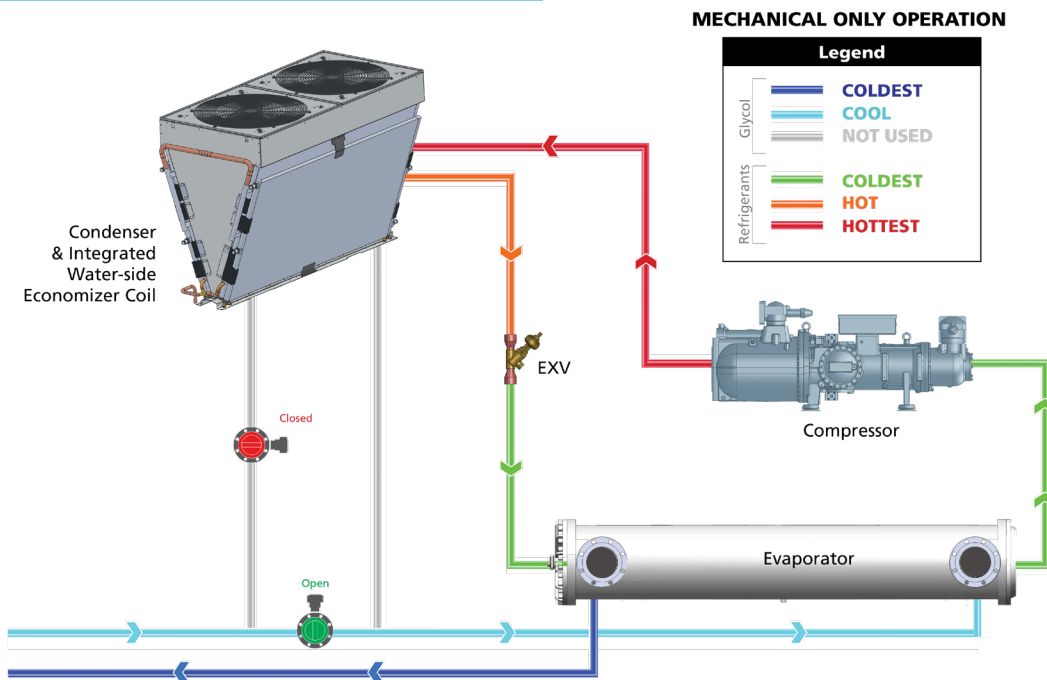 MECHANICAL ONLY OPERATION
Legend
Glycol
COLDEST
COOL
NOT USED
Refrigerants
COLDEST
HOT
HOTTEST
Condenser
& Integrated
Water-side
Economizer Coil
EXV
Compressor
Closed
Evaporator
Open